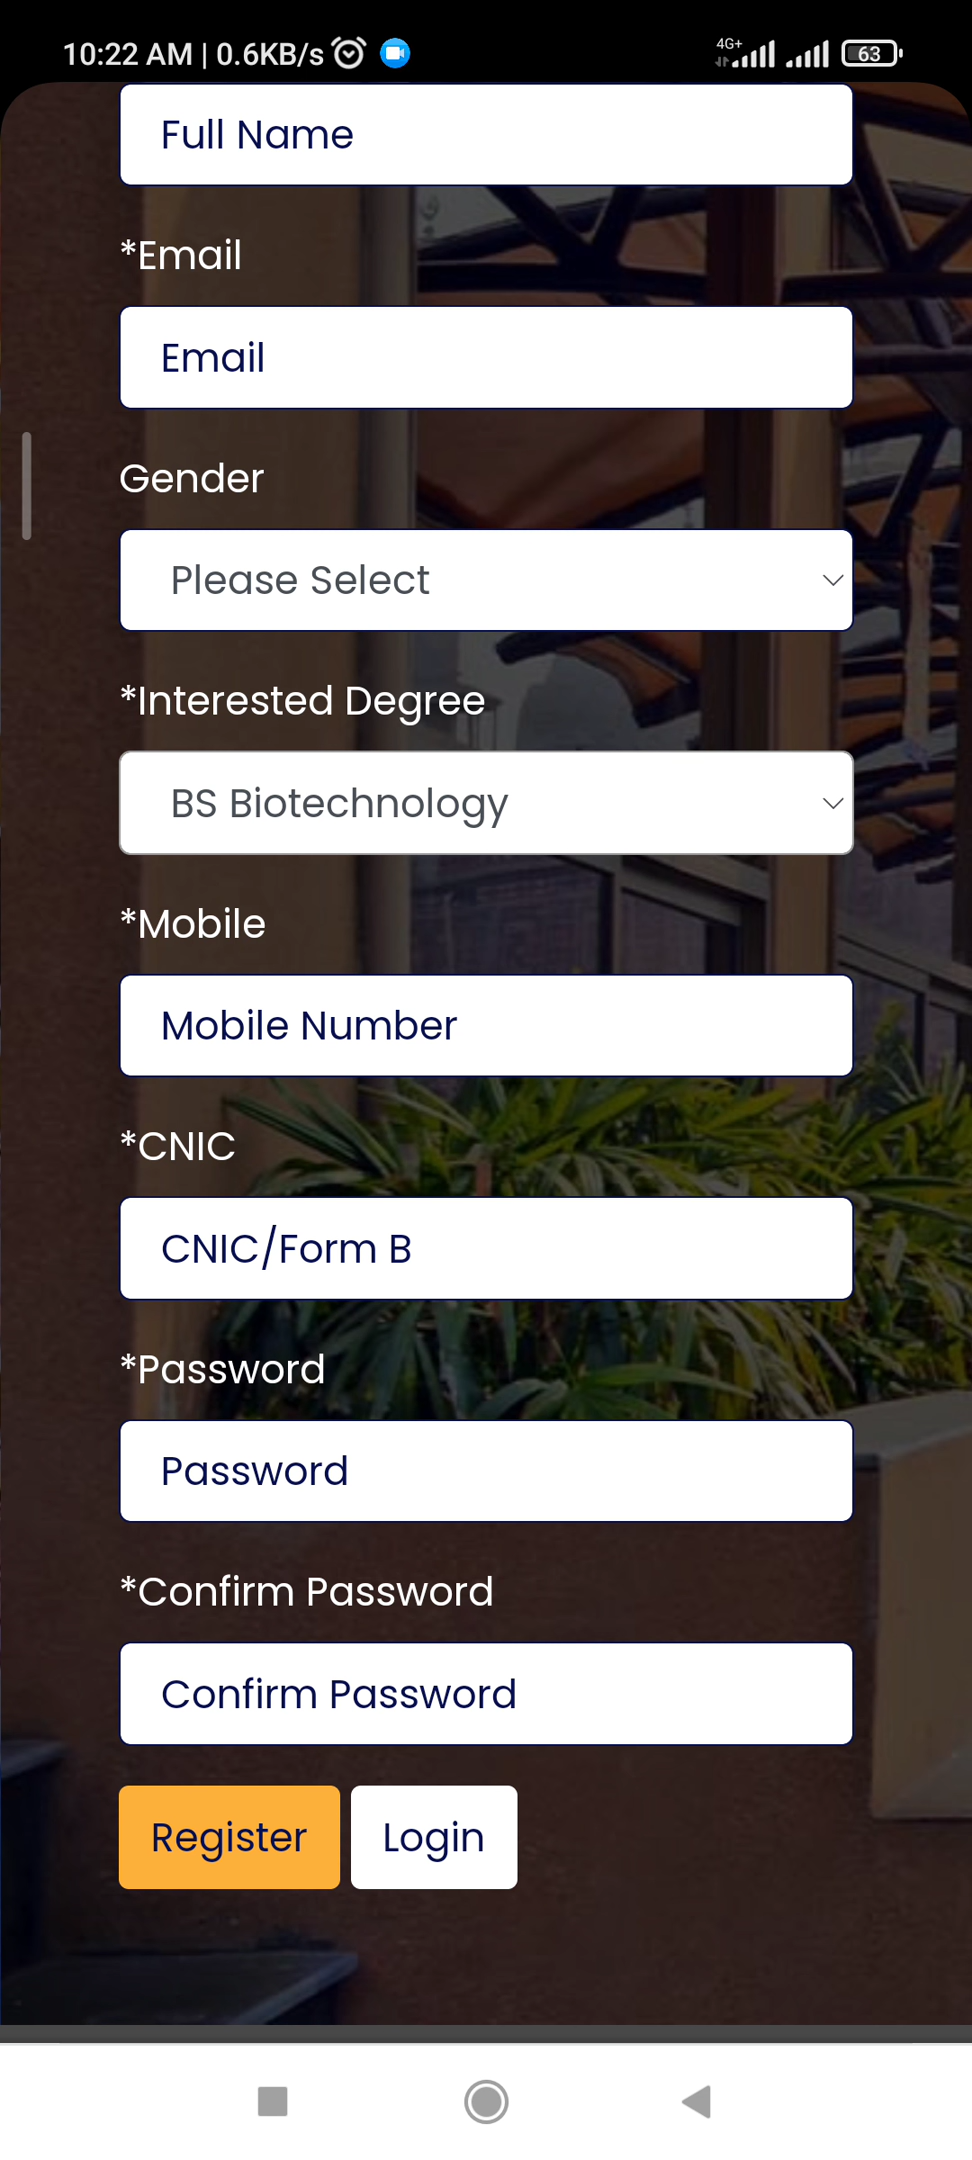 10:22 AM | 0.6KB/s
4G+
63
Full Name
*Email
Email
Gender
Please Select
*Interested Degree
BS Biotechnology
*Mobile
Mobile Number
*CNIC
CNIC/Form B
*Password
Password
*Confirm Password
Confirm Password
Register
Login